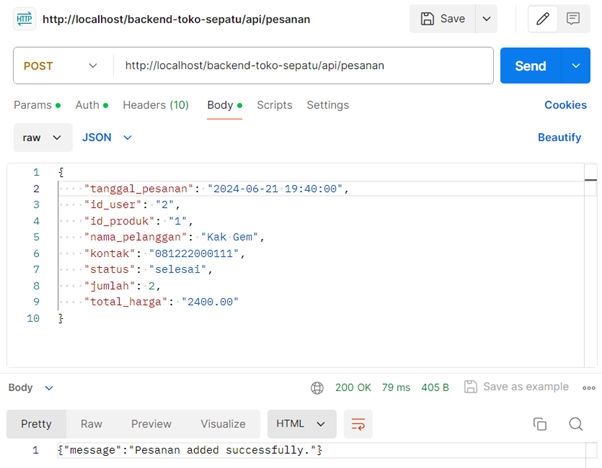 HTTP http://localhost/backend-toko-sepatu/api/pesanan Save
POST http://localhost/backend-toko-sepatu/api/pesanan Send
Params Auth Headers (10) Body Scripts Settings Cookies
raw JSON Beautify
1 {
2 "tanggal_pesanan": "2024-06-21 19:40:00",
3 "id_user": "2",
4 "id_produk": "1",
5 "nama_pelanggan": "Kak Gem",
6 "kontak": "081222000111",
7 "status": "selesai",
8 "jumlah": 2,
9 "total_harga": "2400.00"
10 }
Body 200 OK 79 ms 405 B Save as example
Pretty Raw Preview Visualize HTML
1 {"message":"Pesanan added successfully."}